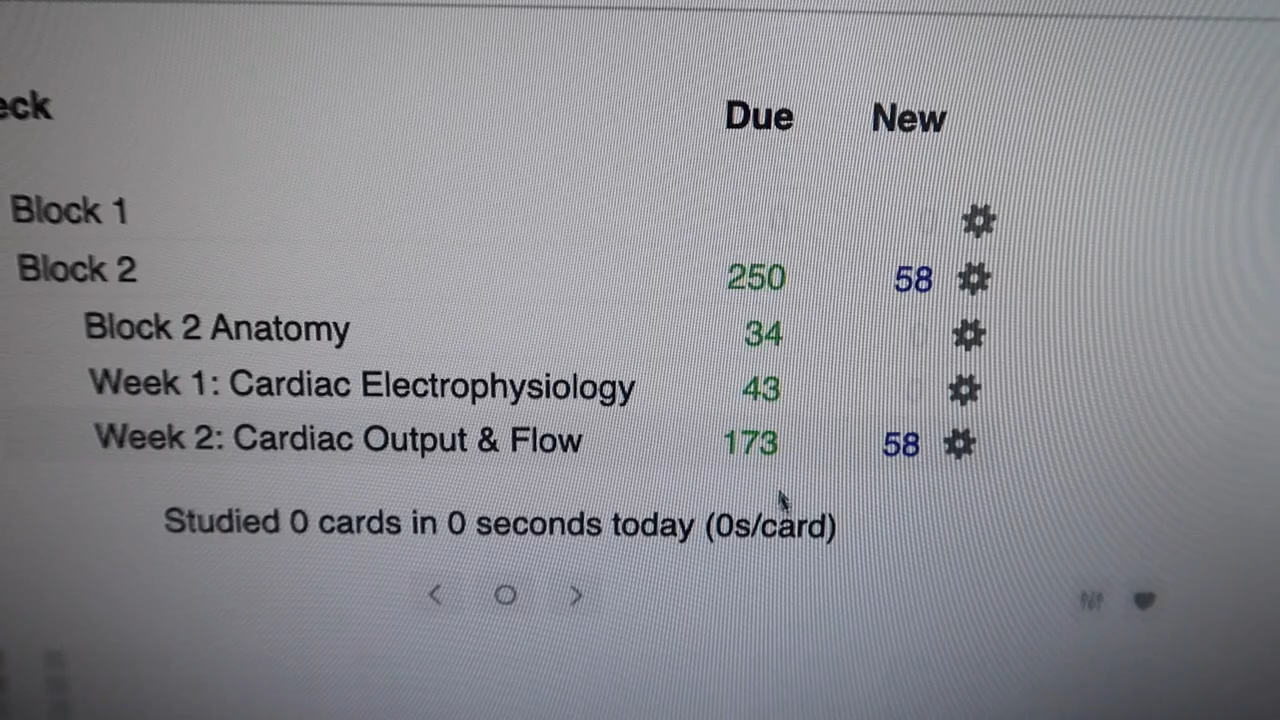 eck Due New
Block 1
Block 2 250 58
Block 2 Anatomy 34
Week 1: Cardiac Electrophysiology 43
Week 2: Cardiac Output & Flow 173 58
Studied 0 cards in 0 seconds today (0s/card)